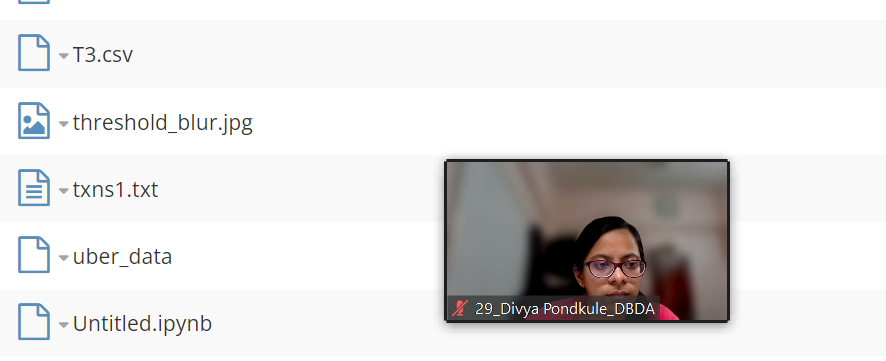 T3.csv
threshold_blur.jpg
txns1.txt
uber_data
29_Divya Pondkule_DBDA
Untitled.ipynb